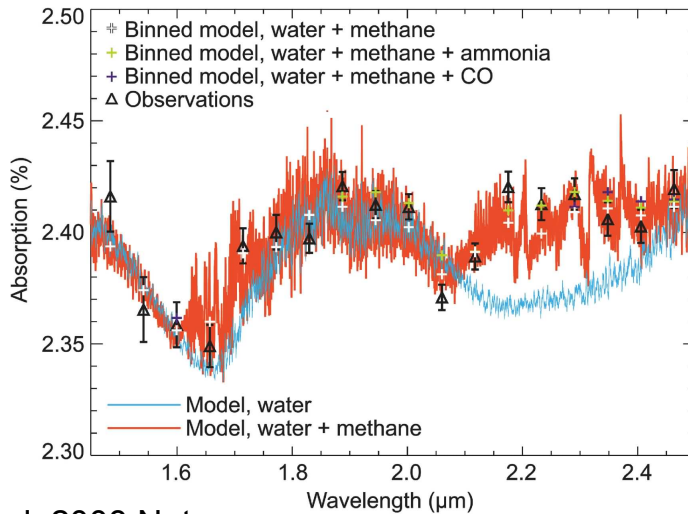 2.50
2.45
2.40
2.35
2.30
Absorption (%)
Binned model, water + methane
Binned model, water + methane + ammonia
Binned model, water + methane + CO
Observations
Model, water
Model, water + methane
1.6 1.8 2.0 2.2 2.4
Wavelength (μm)